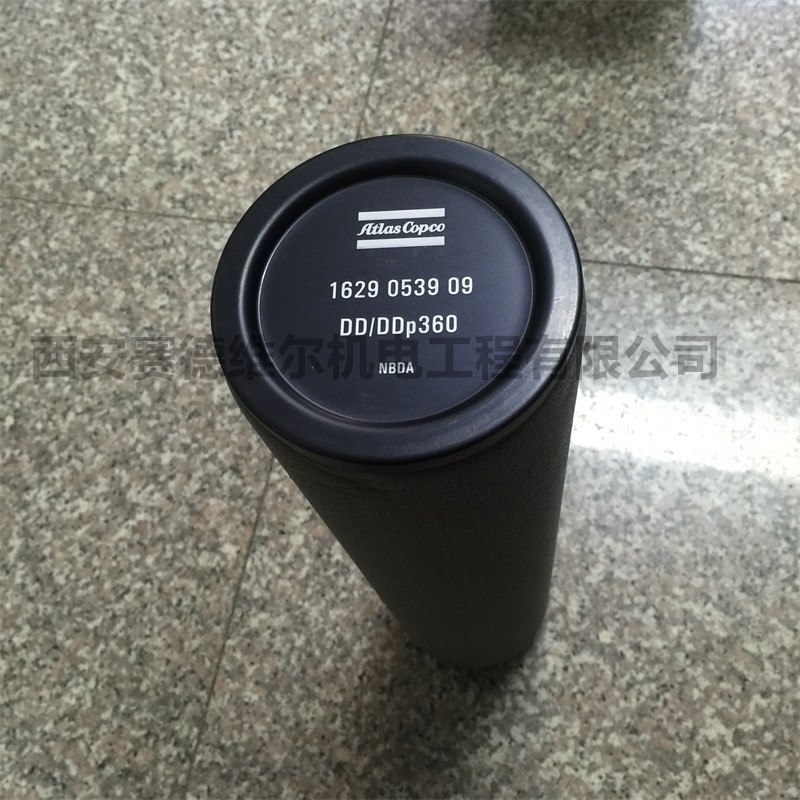 Atlas Copco
1629 0539 09
DD/DDp360
西安赛德维尔机电工程有限公司
NBDA